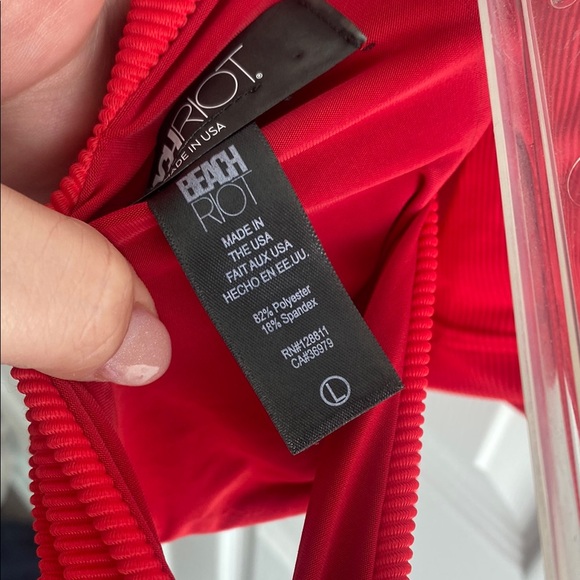 RIOT®
MADE IN USA
BEACH
RIOT
MADE IN
THE USA
FAIT AUX USA
HECHO EN EE.UU.
82% Polyester
18% Spandex
RN#128811
CA#36979
L